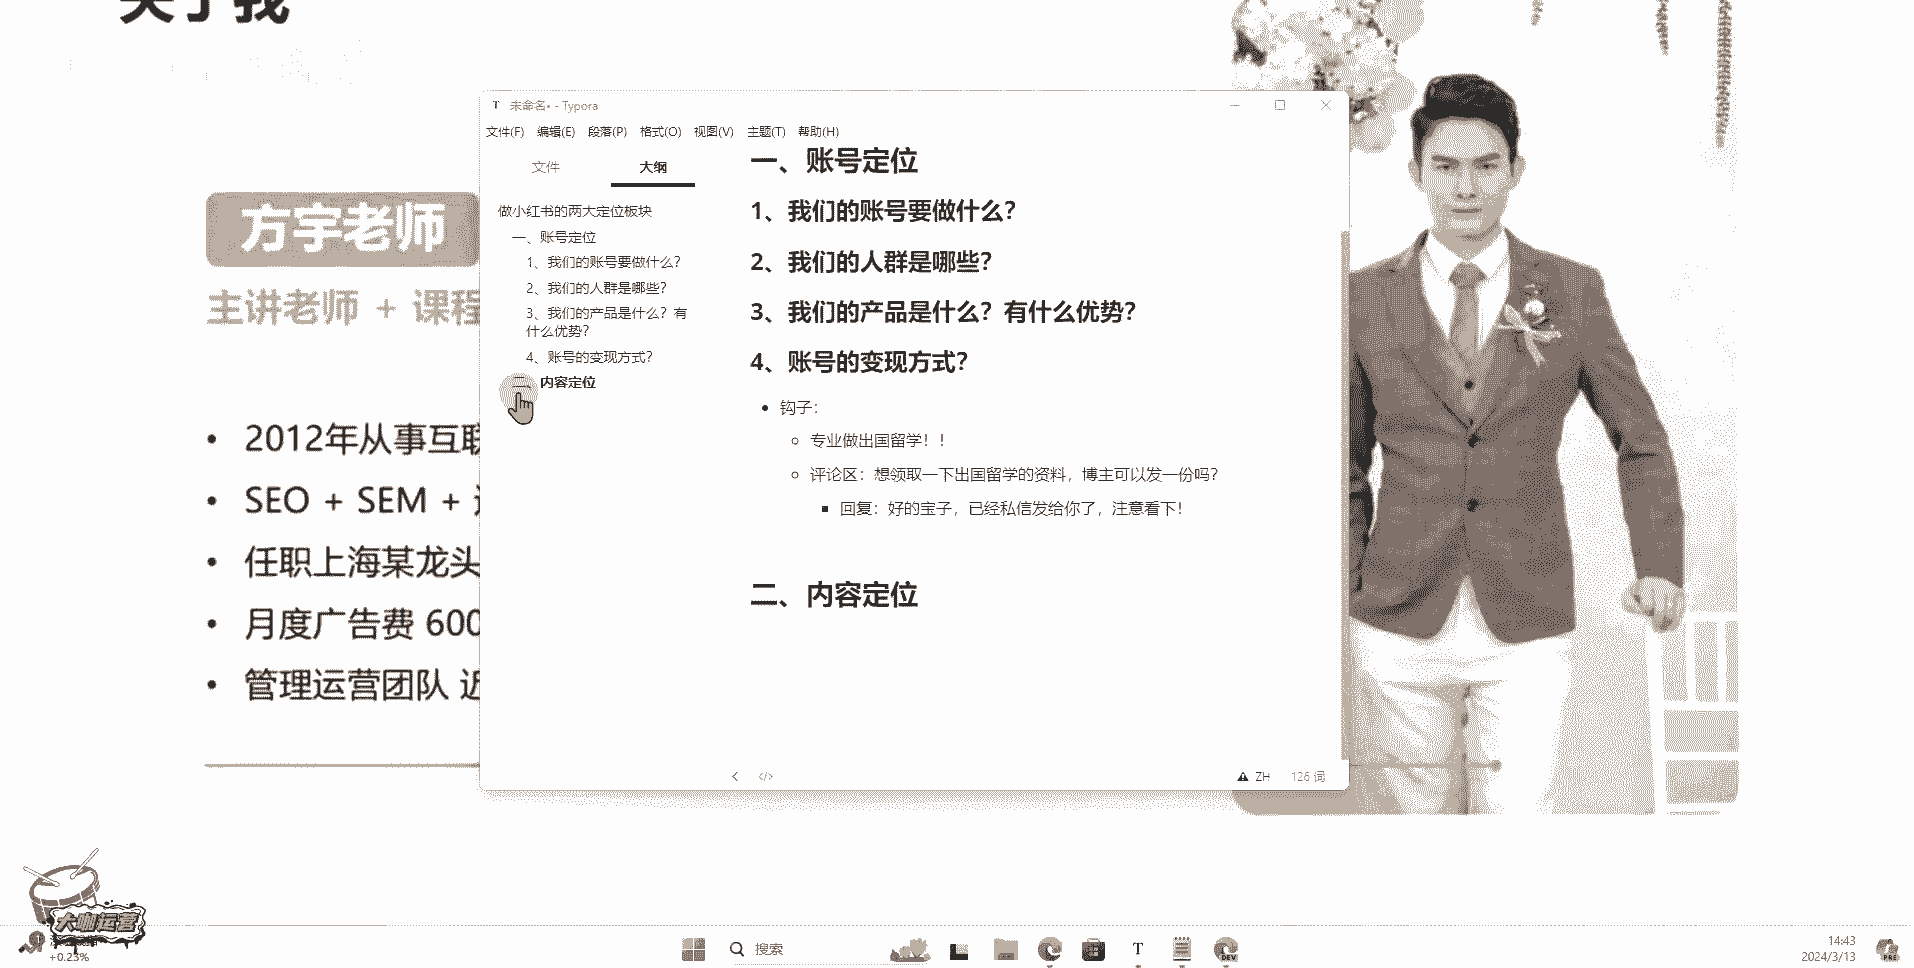 关于我
方宇老师
主讲老师 + 课程
• 2012年从事互联
• SEO + SEM +
• 任职上海某龙头
• 月度广告费 600
• 管理运营团队 近
T 未命名• - Typora
文件(F) 编辑(E) 段落(P) 格式(O) 视图(V) 主题(T) 帮助(H)
文件 大纲
做小红书的两大定位板块
一、账号定位
1、我们的账号要做什么？
2、我们的人群是哪些？
3、我们的产品是什么？有
什么优势？
4、账号的变现方式？
二、内容定位
一、账号定位
1、我们的账号要做什么？
2、我们的人群是哪些？
3、我们的产品是什么？有什么优势？
4、账号的变现方式？
• 钩子：
◦ 专业做出国留学！！
◦ 评论区：想领取一下出国留学的资料，博主可以发一份吗？
▪ 回复：好的宝子，已经私信发给你了，注意看下！
二、内容定位
</> ZH 126 词
大咖运营
+0.23%
搜索
T
DEV
14:43
2024/3/13
PRE